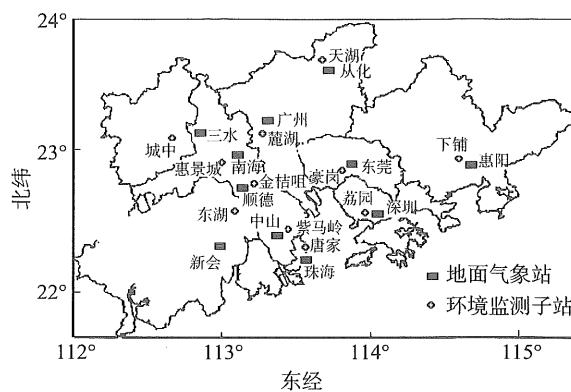 24°
天湖
从化
广州
三水
麓湖
城中
下铺
23°
惠景城
南海
豪岗
东莞
惠阳
金桔咀
顺德
荔园
东湖
深圳
中山
紫马岭
唐家
新会
珠海
22°
地面气象站
环境监测子站
112°
113°
114°
115°
北纬
东经